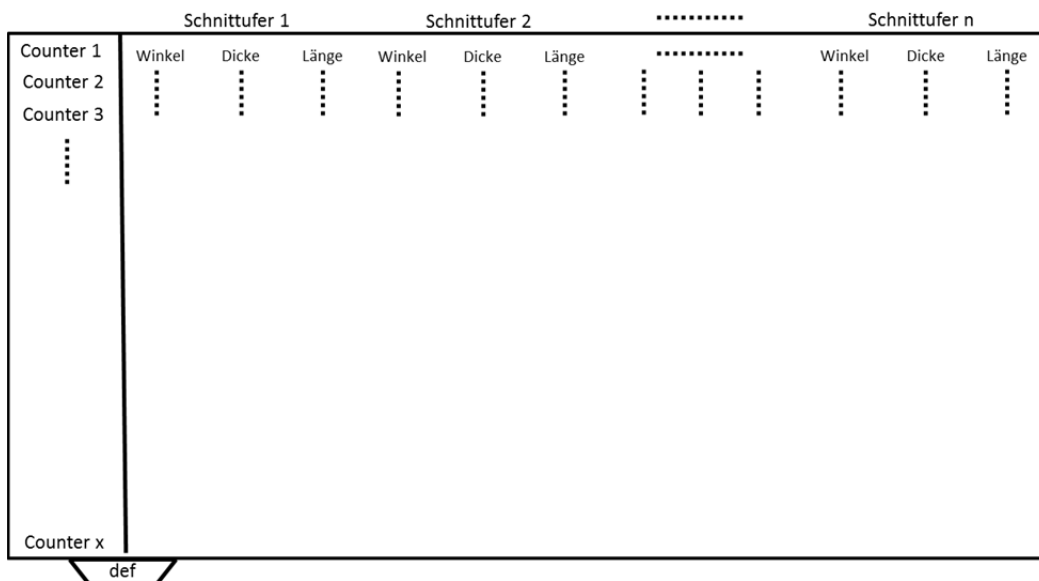 Schnittufer 1 Schnittufer 2 Schnittufer n
Counter 1 Winkel Dicke Länge Winkel Dicke Länge Winkel Dicke Länge
Counter 2
Counter 3
Counter x
def